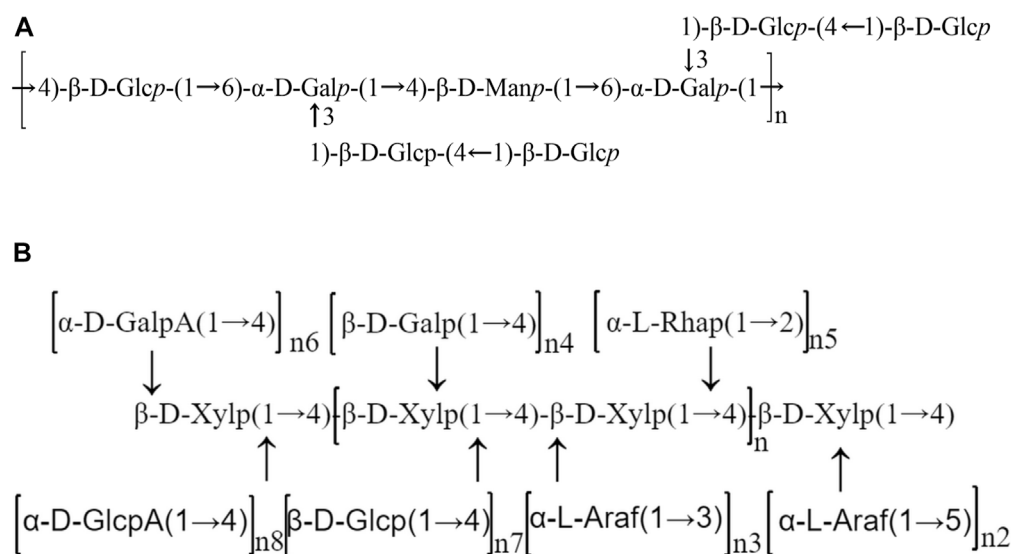 A
1)-β-D-Glcp-(4←1)-β-D-Glcp
↓3
→4)-β-D-Glcp-(1→6)-α-D-Galp-(1→4)-β-D-Manp-(1→6)-α-D-Galp-(1→
n
↑3
1)-β-D-Glcp-(4←1)-β-D-Glcp
B
[α-D-GalpA(1→4)]n6 [β-D-Galp(1→4)]n4 [α-L-Rhap(1→2)]n5
β-D-Xylp(1→4)[β-D-Xylp(1→4)-β-D-Xylp(1→4)]n-β-D-Xylp(1→4)
[α-D-GlcpA(1→4)]n8 [β-D-Glcp(1→4)]n7 [α-L-Araf(1→3)]n3 [α-L-Araf(1→5)]n2